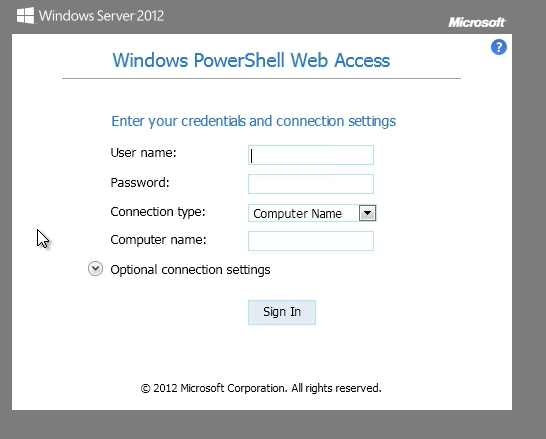 Windows Server 2012
Microsoft
?
Windows PowerShell Web Access
Enter your credentials and connection settings
User name:
Password:
Connection type: Computer Name
Computer name:
Optional connection settings
Sign In
© 2012 Microsoft Corporation. All rights reserved.